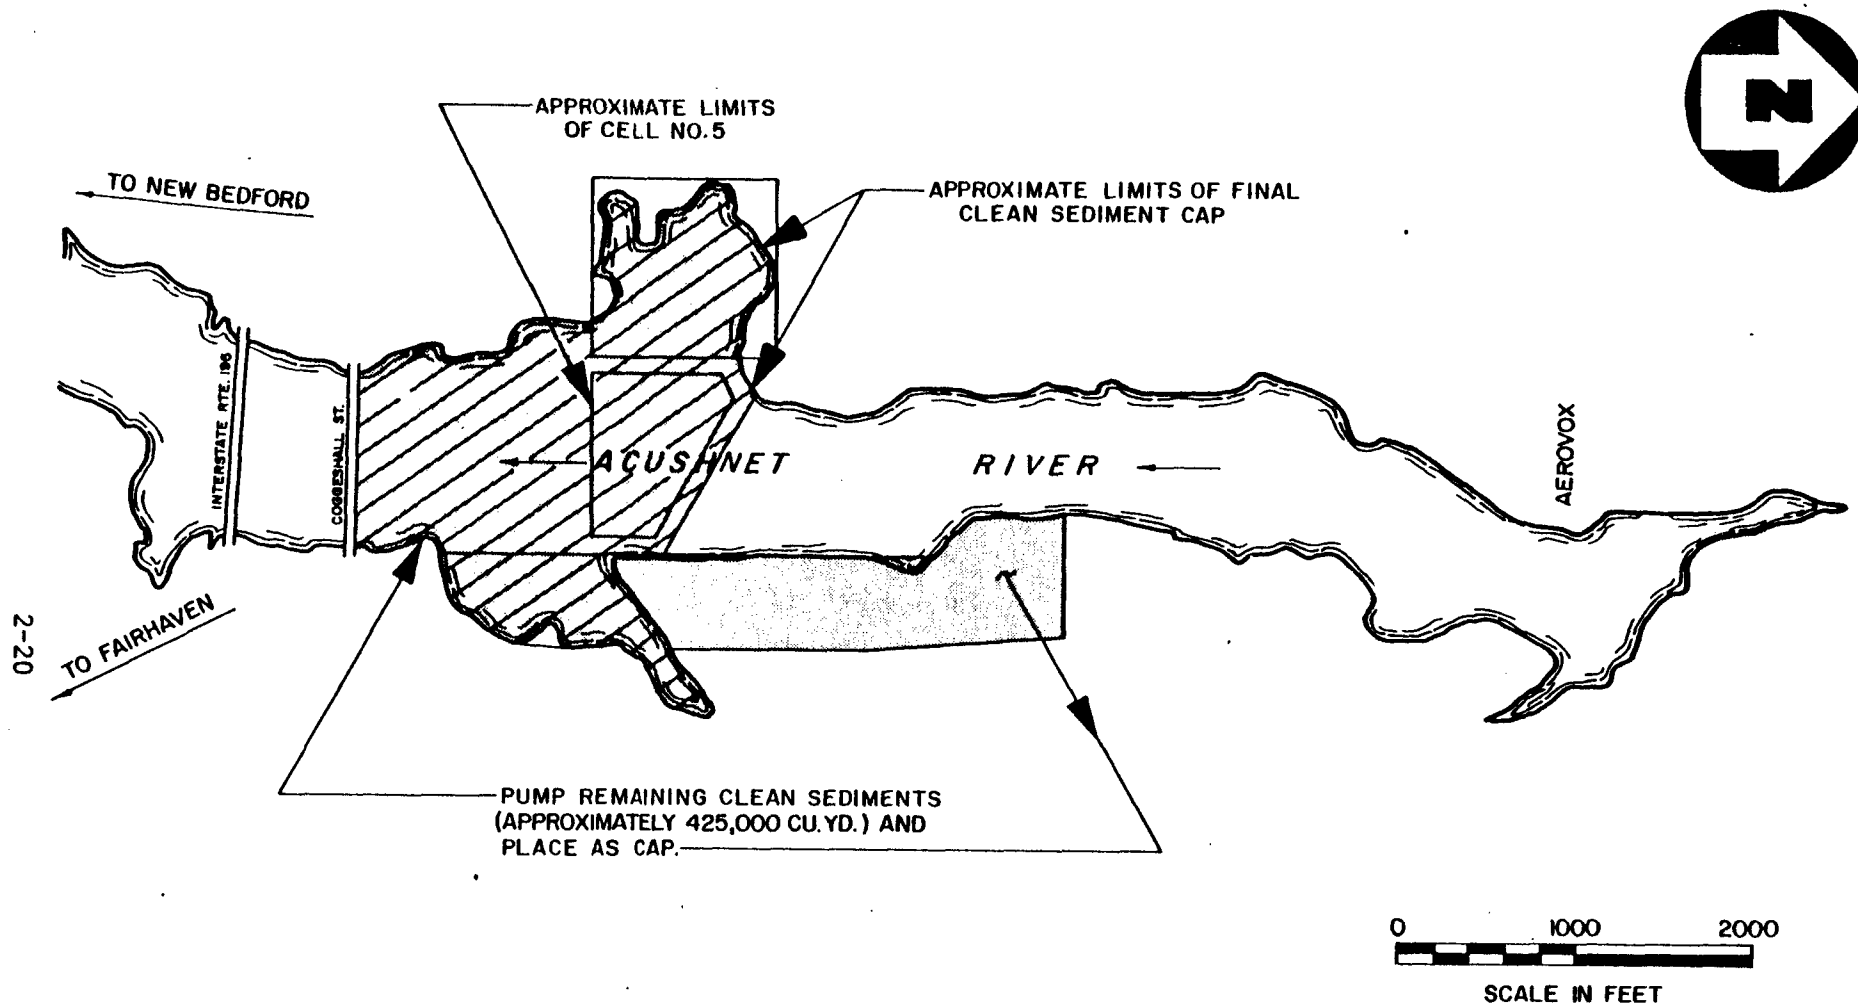 N
APPROXIMATE LIMITS
OF CELL NO.5
TO NEW BEDFORD
APPROXIMATE LIMITS OF FINAL
CLEAN SEDIMENT CAP
INTERSTATE RTE. 195
COGGESHALL ST.
ACUSHNET RIVER
AEROVOX
TO FAIRHAVEN
2-20
PUMP REMAINING CLEAN SEDIMENTS
(APPROXIMATELY 425,000 CU.YD.) AND
PLACE AS CAP.
0 1000 2000
SCALE IN FEET